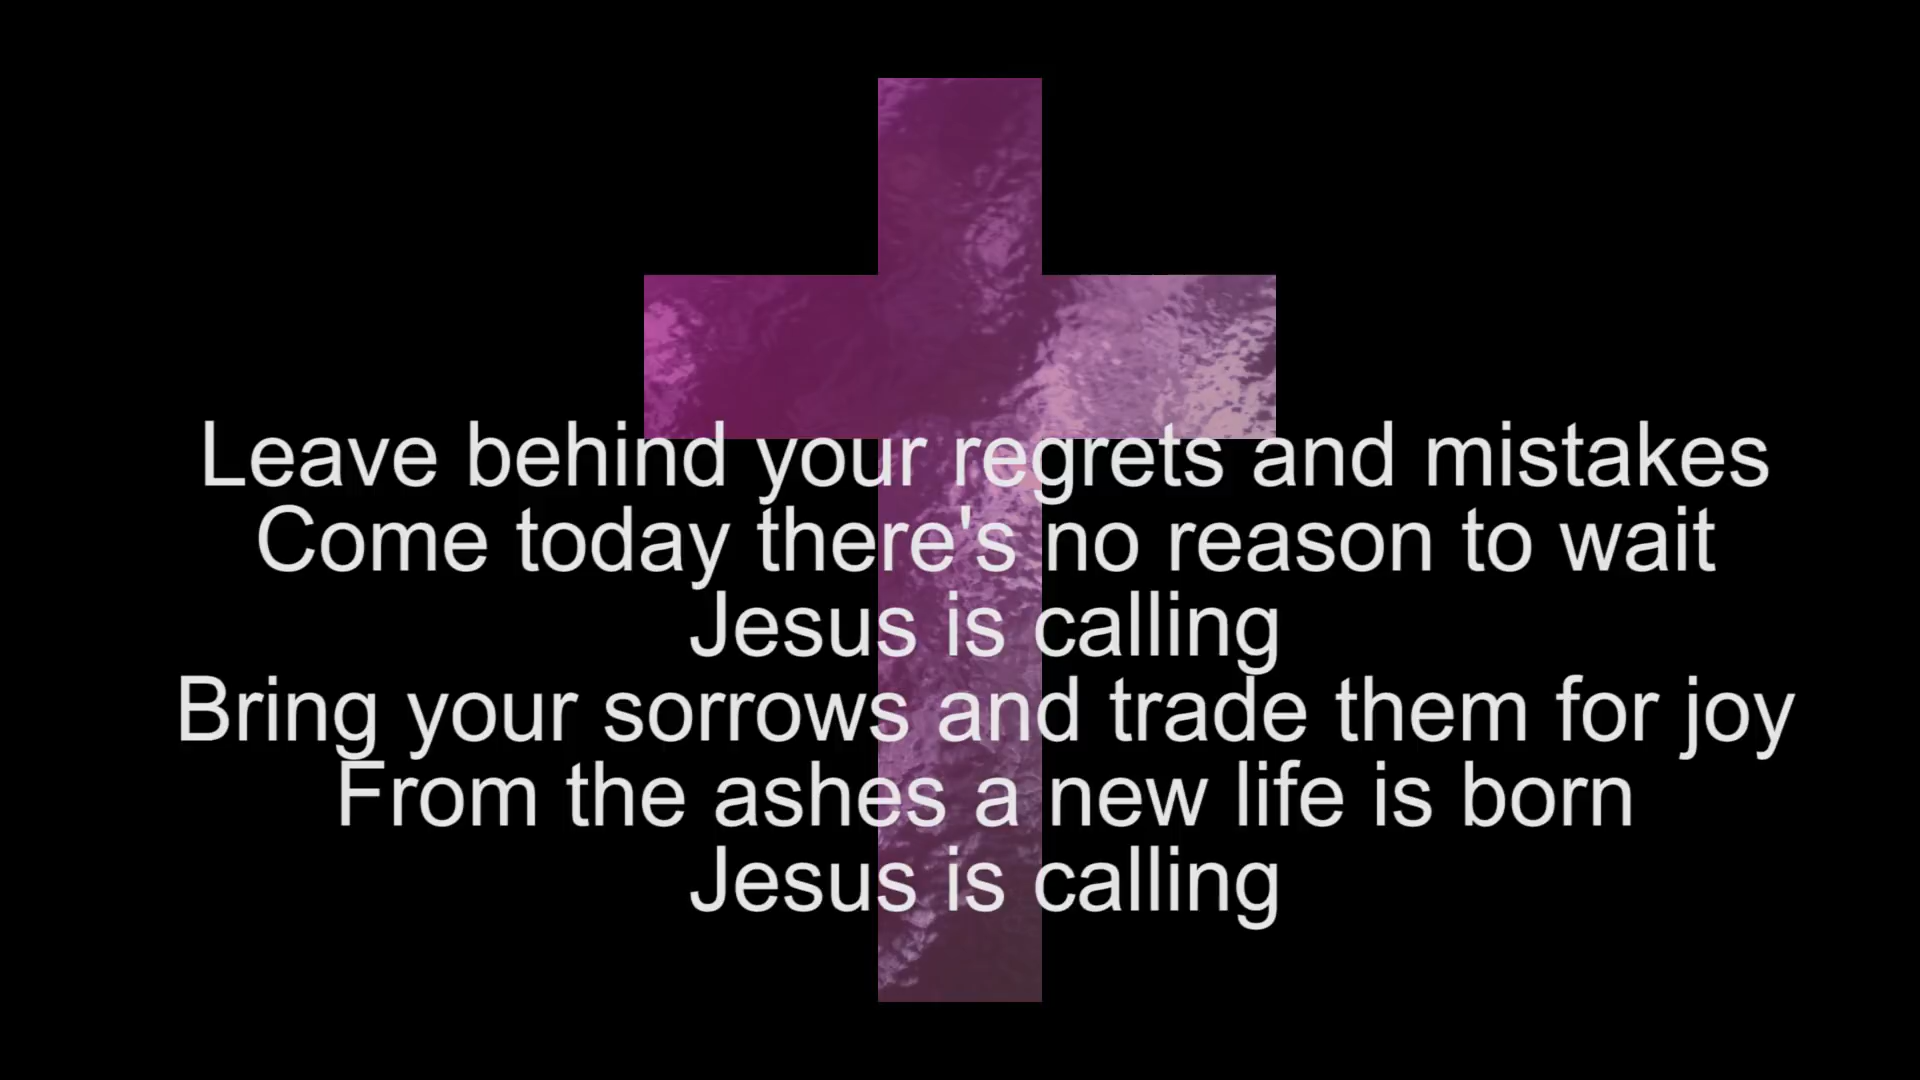 Leave behind your regrets and mistakes
Come today there's no reason to wait
Jesus is calling
Bring your sorrows and trade them for joy
From the ashes a new life is born
Jesus is calling